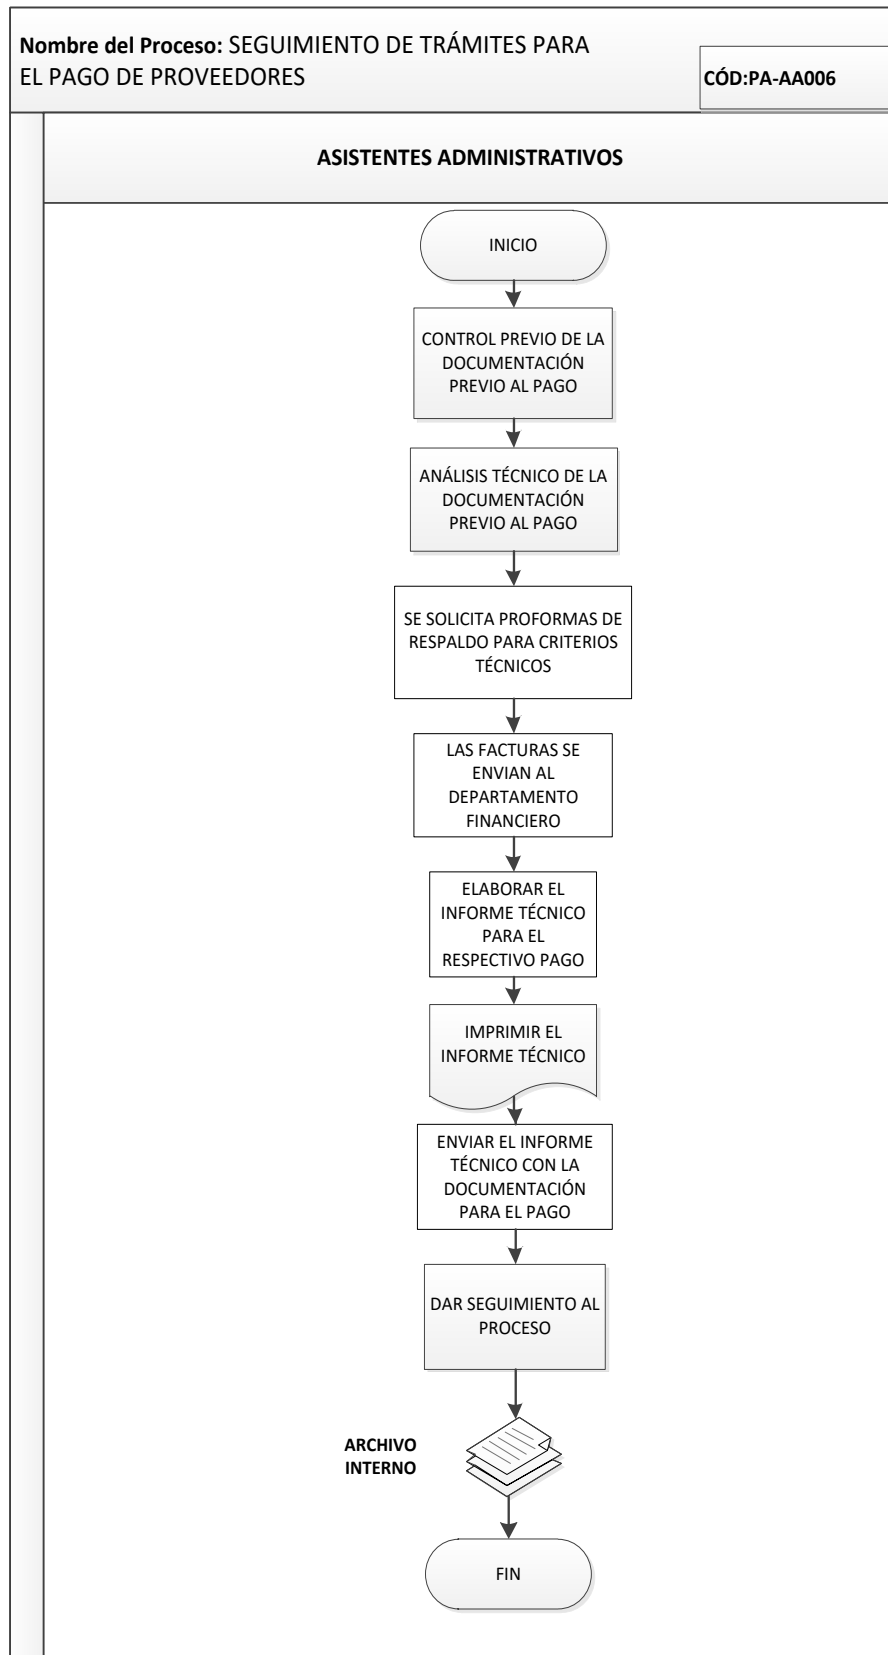 Nombre del Proceso: SEGUIMIENTO DE TRÁMITES PARA
EL PAGO DE PROVEEDORES
CÓD:PA-AA006
ASISTENTES ADMINISTRATIVOS
INICIO
CONTROL PREVIO DE LA
DOCUMENTACIÓN
PREVIO AL PAGO
ANÁLISIS TÉCNICO DE LA
DOCUMENTACIÓN
PREVIO AL PAGO
SE SOLICITA PROFORMAS DE
RESPALDO PARA CRITERIOS
TÉCNICOS
LAS FACTURAS SE
ENVIAN AL
DEPARTAMENTO
FINANCIERO
ELABORAR EL
INFORME TÉCNICO
PARA EL
RESPECTIVO PAGO
IMPRIMIR EL
INFORME TÉCNICO
ENVIAR EL INFORME
TÉCNICO CON LA
DOCUMENTACIÓN
PARA EL PAGO
DAR SEGUIMIENTO AL
PROCESO
ARCHIVO
INTERNO
FIN